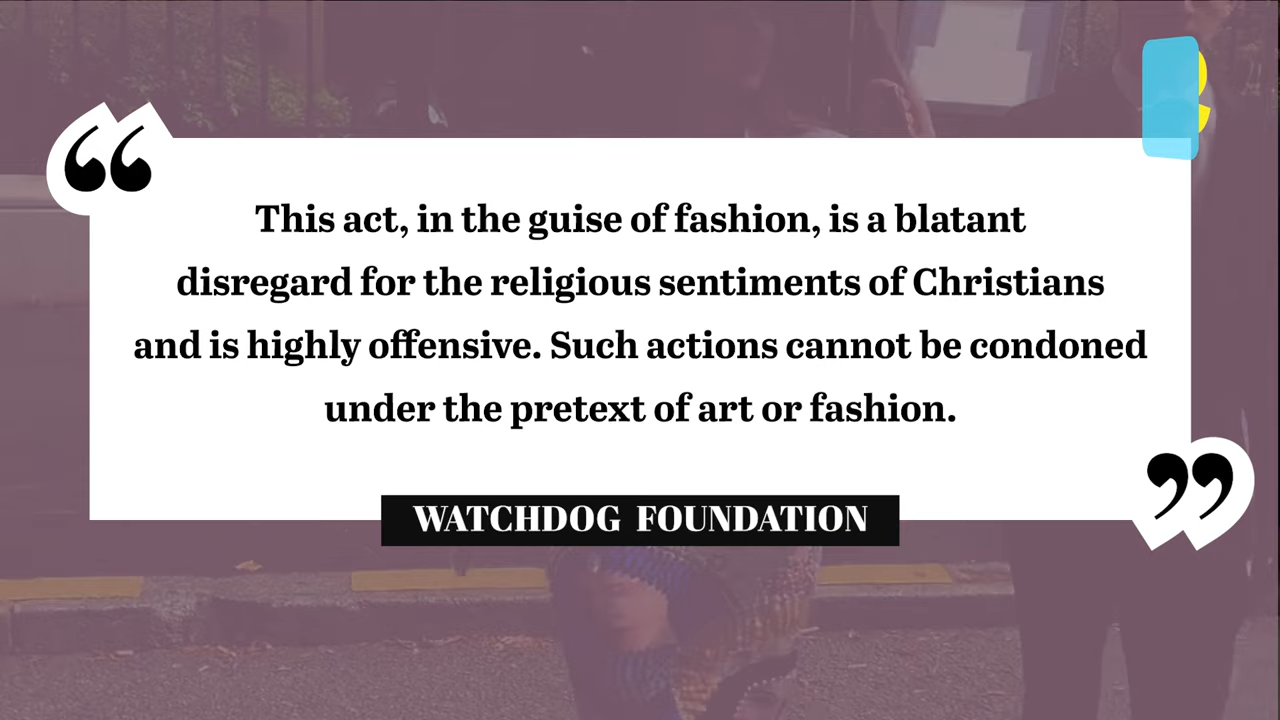 This act, in the guise of fashion, is a blatant
disregard for the religious sentiments of Christians
and is highly offensive. Such actions cannot be condoned
under the pretext of art or fashion.
WATCHDOG FOUNDATION